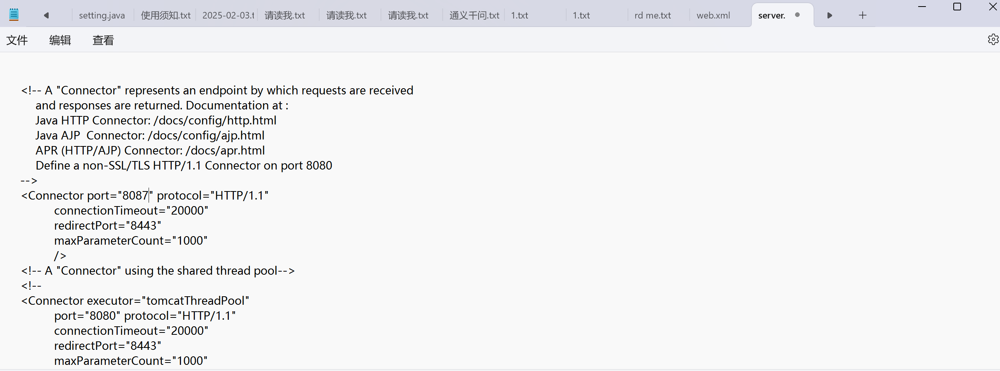 setting.java 使用须知.txt 2025-02-03.t 请读我.txt 请读我.txt 请读我.txt 通义千问.txt 1.txt 1.txt rd me.txt web.xml server.
文件 编辑 查看
<!-- A "Connector" represents an endpoint by which requests are received
and responses are returned. Documentation at :
Java HTTP Connector: /docs/config/http.html
Java AJP  Connector: /docs/config/ajp.html
APR (HTTP/AJP) Connector: /docs/apr.html
Define a non-SSL/TLS HTTP/1.1 Connector on port 8080
-->
<Connector port="8087" protocol="HTTP/1.1"
connectionTimeout="20000"
redirectPort="8443"
maxParameterCount="1000"
/>
<!-- A "Connector" using the shared thread pool-->
<!--
<Connector executor="tomcatThreadPool"
port="8080" protocol="HTTP/1.1"
connectionTimeout="20000"
redirectPort="8443"
maxParameterCount="1000"